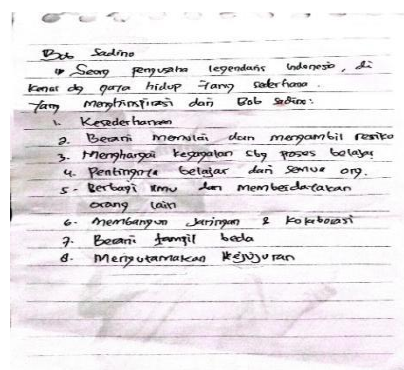 Bob Sadino
" Seorg pengusaha legendaris Indonesia, di
Kenal dg gaya hidup yang sederhana.
yang menginspirasi dari Bob Sadino:
1. Kesederhanaan
2. Berani memulai dan mengambil resiko
3. Menghargai kegagalan sbg proses belajar
4. Pentingnya belajar dari semua org.
5- Berbagi ilmu dan memberdayakan
orang lain
6- Membangun Jaringan & Kolaborasi
7. Berani tampil beda
8. Mengutamakan Kejujuran